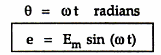 θ = ωt radians
e = Eₘ sin (ωt)